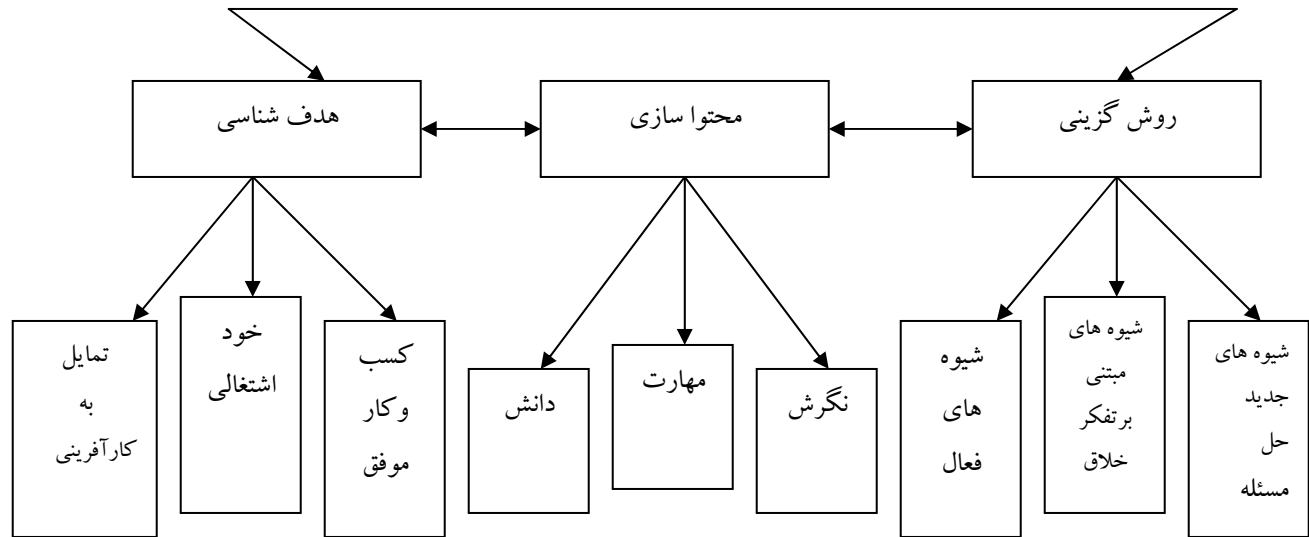 روش گزینی
محتوا سازی
هدف شناسی
شیوه های
جدید
حل
مسئله
شیوه های
مبتنی
برتفکر
خلاق
شیوه
های
فعال
نگرش
مهارت
دانش
کسب
وکار
موفق
خود
اشتغالی
تمایل
به
کارآفرینی